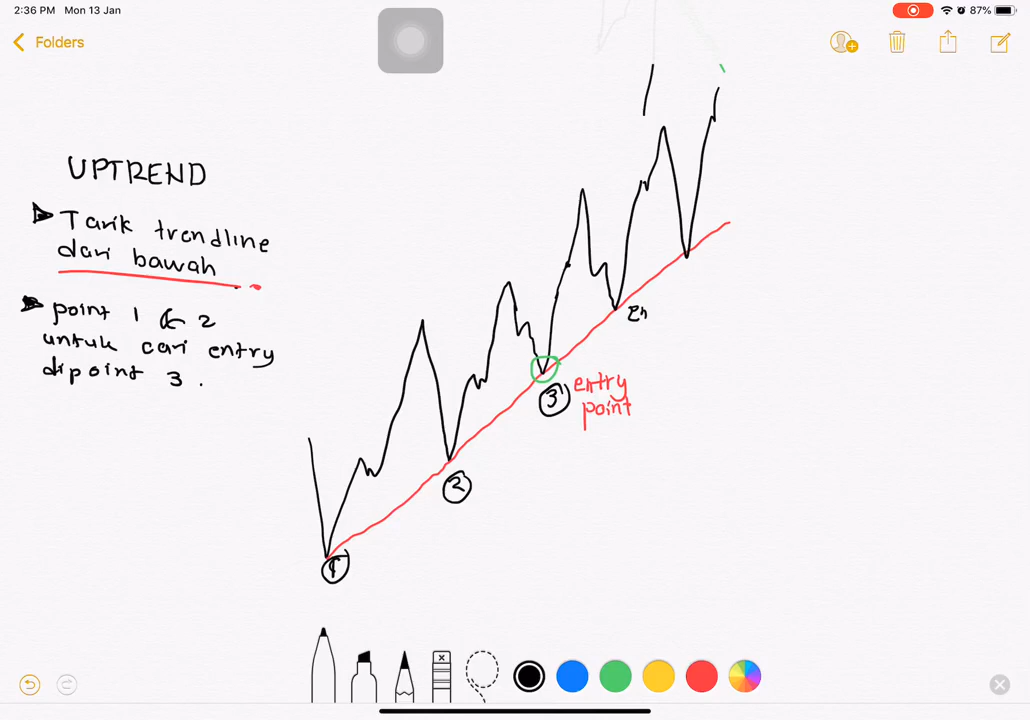 2:36 PM Mon 13 Jan
87%
Folders
UPTREND
Tarik trendline
dari bawah
point 1 & 2
untuk cari entry
dipoint 3.
entry
point
3
2
1